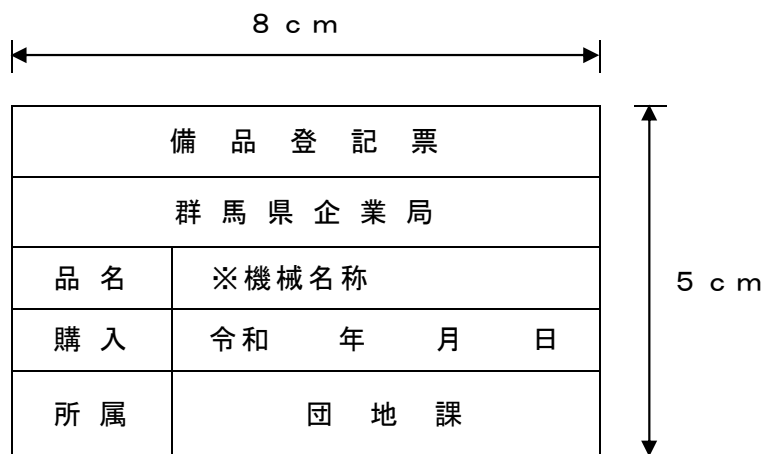 ８ｃｍ
備品登記票
群馬県企業局
品名 ※機械名称
５ｃｍ
購入 令和 年 月 日
所属 団地課